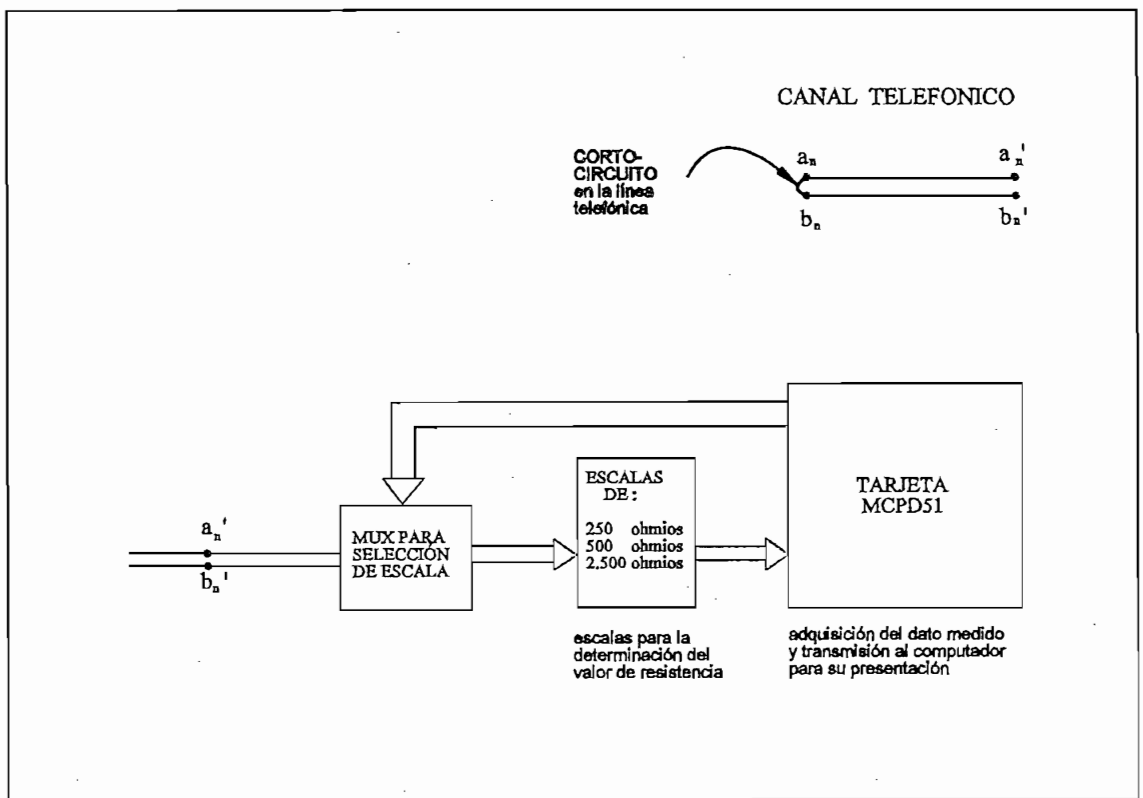 CANAL TELEFONICO
CORTO-
CIRCUITO
en la línea
telefónica
aₙ
aₙ'
bₙ
bₙ'
TARJETA
MCPD51
ESCALAS
DE:
250 ohmios
500 ohmios
2.500 ohmios
MUX PARA
SELECCIÓN
DE ESCALA
aₙ'
bₙ'
escalas para la
determinación del
valor de resistencia
adquisición del dato medido
y transmisión al computador
para su presentación